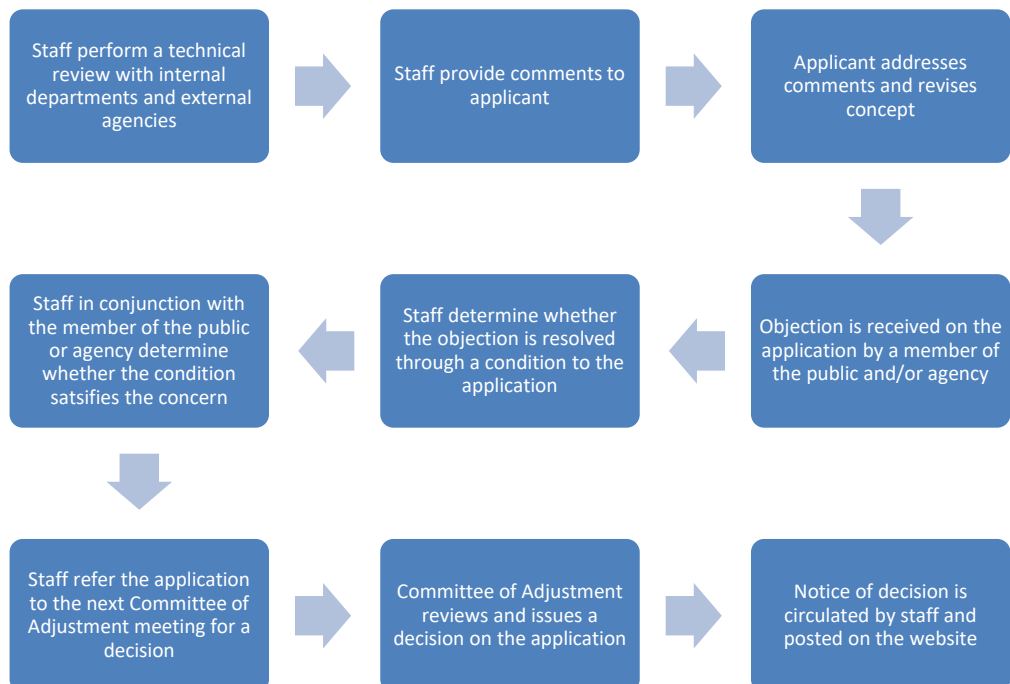 Staff perform a technical
review with internal
departments and external
agencies
Staff provide comments to
applicant
Applicant addresses
comments and revises
concept
Objection is received on the
application by a member of
the public and/or agency
Staff determine whether
the objection is resolved
through a condition to the
application
Staff in conjunction with
the member of the public
or agency determine
whether the condition
satsifies the concern
Staff refer the application
to the next Committee of
Adjustment meeting for a
decision
Committee of Adjustment
reviews and issues a
decision on the application
Notice of decision is
circulated by staff and
posted on the website